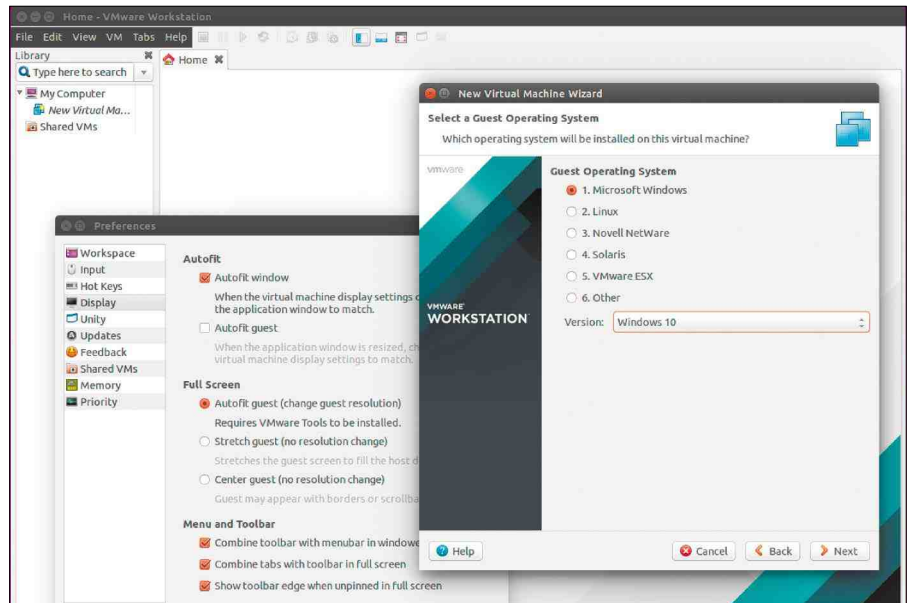 Home - VMware Workstation
File Edit View VM Tabs Help
Library
Home
Type here to search
My Computer
New Virtual Ma...
Shared VMs
New Virtual Machine Wizard
Select a Guest Operating System
Which operating system will be installed on this virtual machine?
vmware
VMWARE
WORKSTATION
Guest Operating System
1. Microsoft Windows
2. Linux
3. Novell NetWare
4. Solaris
5. VMware ESX
6. Other
Version: Windows 10
Help
Cancel
Back
Next
Preferences
Workspace
Input
Hot Keys
Display
Unity
Updates
Feedback
Shared VMs
Memory
Priority
Autofit
Autofit window
When the virtual machine display settings
the application window to match.
Autofit guest
When the application window is resized,
virtual machine display settings to match.
Full Screen
Autofit guest (change guest resolution)
Requires VMware Tools to be installed.
Stretch guest (no resolution change)
Stretches the guest screen to fill the host
Center guest (no resolution change)
Guest may appear with borders or
Menu and Toolbar
Combine toolbar with menubar in
Combine tabs with toolbar in full screen
Show toolbar edge when unpinned in full screen